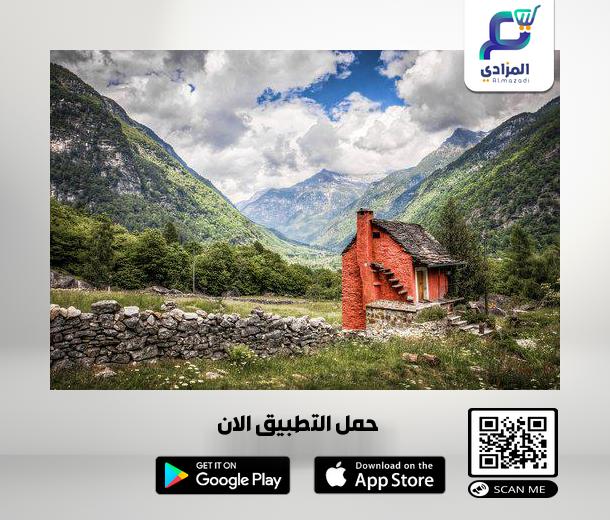 المزادي
Almazadi
حمل التطبيق الان
GET IT ON
Google Play
Download on the
App Store
SCAN ME